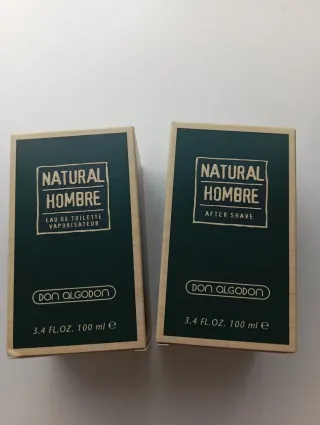 NATURAL
HOMBRE
EAU DE TOILETTE
VAPORISATEUR
DON ALGODON
3.4 FL.OZ. 100 ml ℮
NATURAL
HOMBRE
AFTER SHAVE
DON ALGODON
3.4 FL.OZ. 100 ml ℮